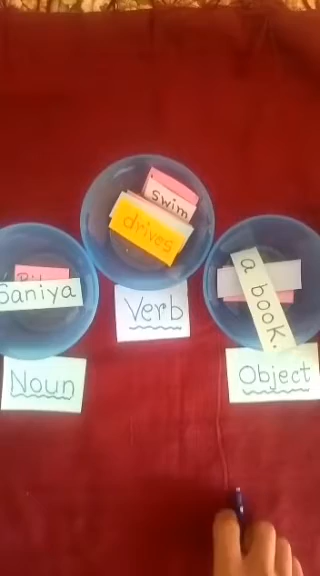 swim
drives
Saniya
a book.
Verb
Noun
Object